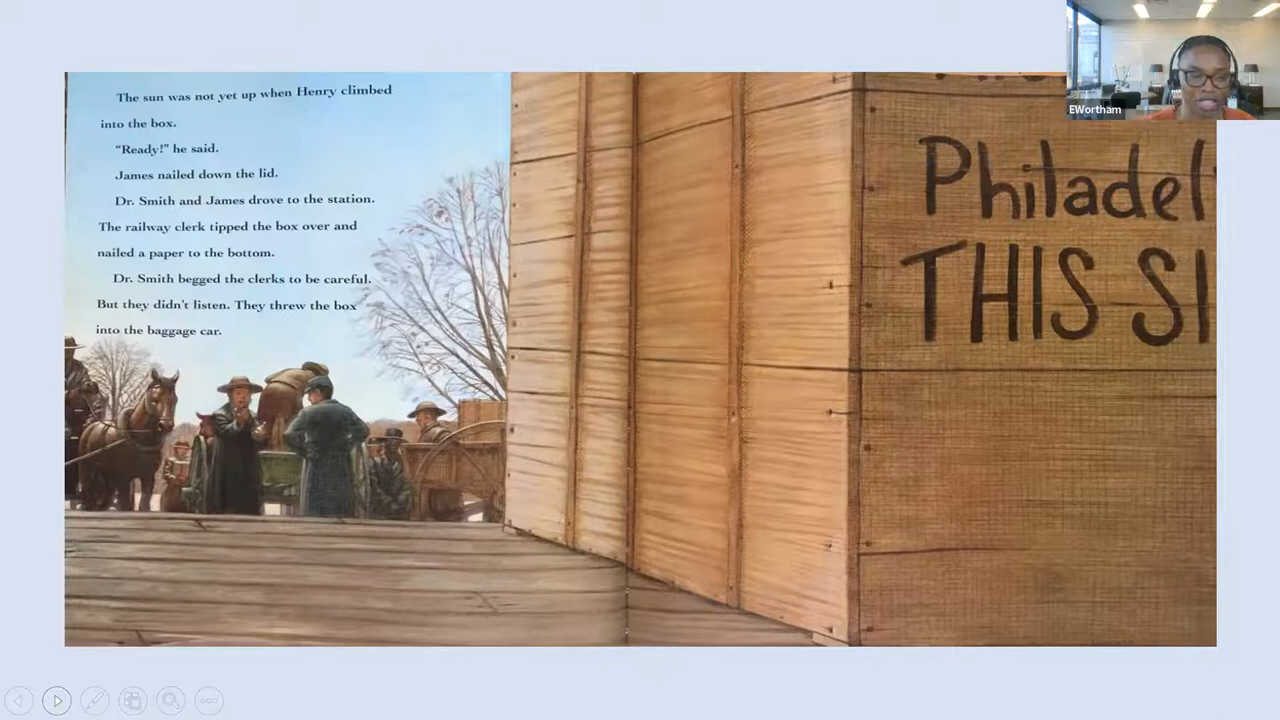 The sun was not yet up when Henry climbed
into the box.
“Ready!” he said.
James nailed down the lid.
Dr. Smith and James drove to the station.
The railway clerk tipped the box over and
nailed a paper to the bottom.
Dr. Smith begged the clerks to be careful.
But they didn't listen. They threw the box
into the baggage car.
Philadel
THIS SI
EWortham